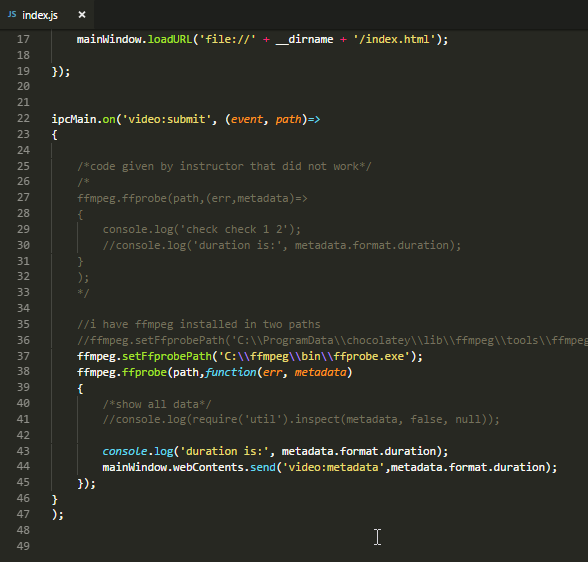 JS index.js ×
17 mainWindow.loadURL('file://' + __dirname + '/index.html');
18
19 });
20
21
22 ipcMain.on('video:submit', (event, path)=>
23 {
24
25 /*code given by instructor that did not work*/
26 /*
27 ffmpeg.ffprobe(path,(err,metadata)=>
28 {
29 console.log('check check 1 2');
30 //console.log('duration is:', metadata.format.duration);
31 }
32 );
33 */
34
35 //i have ffmpeg installed in two paths
36 //ffmpeg.setFfprobePath('C:\\ProgramData\\chocolatey\\lib\\ffmpeg\\tools\\ffmpeg
37 ffmpeg.setFfprobePath('C:\\ffmpeg\\bin\\ffprobe.exe');
38 ffmpeg.ffprobe(path,function(err, metadata)
39 {
40 /*show all data*/
41 //console.log(require('util').inspect(metadata, false, null));
42
43 console.log('duration is:', metadata.format.duration);
44 mainWindow.webContents.send('video:metadata',metadata.format.duration);
45 });
46 }
47 );
48
49